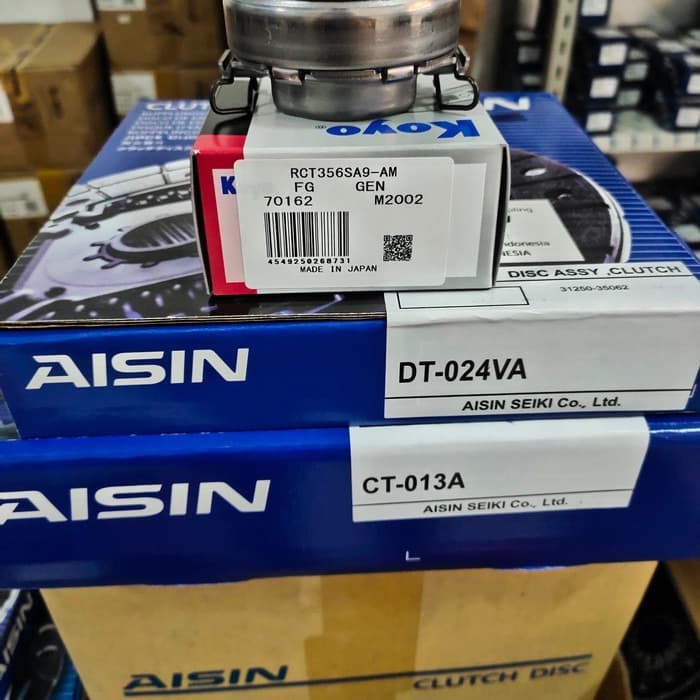 Koyo
RCT356SA9-AM
FG GEN
70162 M2002
4549250268731
MADE IN JAPAN
DISC ASSY ,CLUTCH
31250-35062
AISIN
DT-024VA
AISIN SEIKI Co., Ltd.
AISIN
CT-013A
AISIN SEIKI Co., Ltd.
L
AISIN
CLUTCH DISC